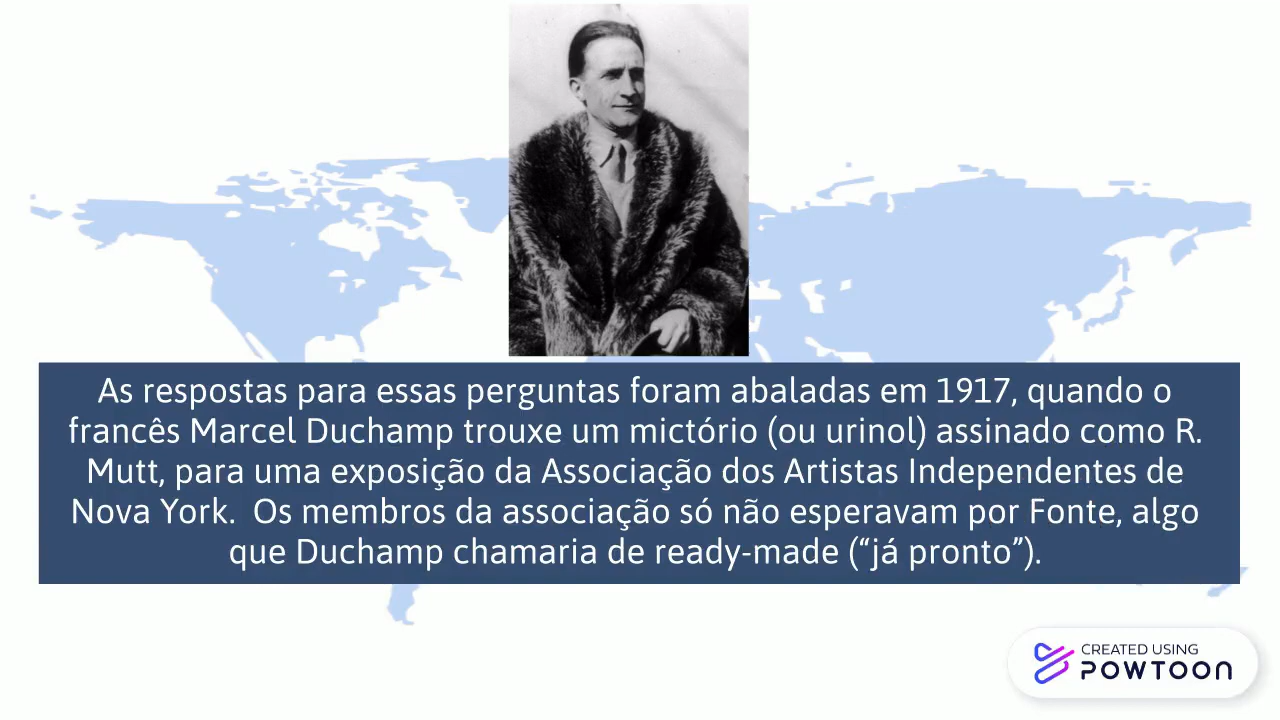 As respostas para essas perguntas foram abaladas em 1917, quando o
francês Marcel Duchamp trouxe um mictório (ou urinol) assinado como R.
Mutt, para uma exposição da Associação dos Artistas Independentes de
Nova York.  Os membros da associação só não esperavam por Fonte, algo
que Duchamp chamaria de ready-made (“já pronto”).
CREATED USING
POWTOON